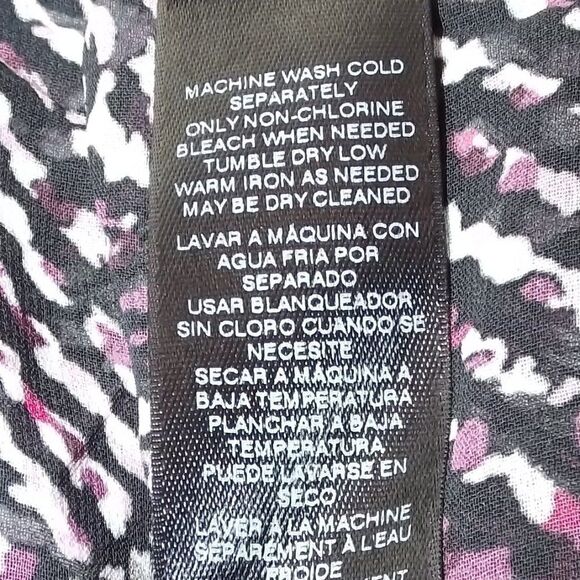 MACHINE WASH COLD
SEPARATELY
ONLY NON-CHLORINE
BLEACH WHEN NEEDED
TUMBLE DRY LOW
WARM IRON AS NEEDED
MAY BE DRY CLEANED
LAVAR A MÁQUINA CON
AGUA FRIA POR
SEPARADO
USAR BLANQUEADOR
SIN CLORO CUANDO SE
NECESITE
SECAR A MÁQUINA A
BAJA TEMPERATURA
PLANCHAR A BAJA
TEMPERATURA
PUEDE LAVARSE EN
SECO
LAVER À LA MACHINE
SÉPARÉMENT À L'EAU
FROIDE